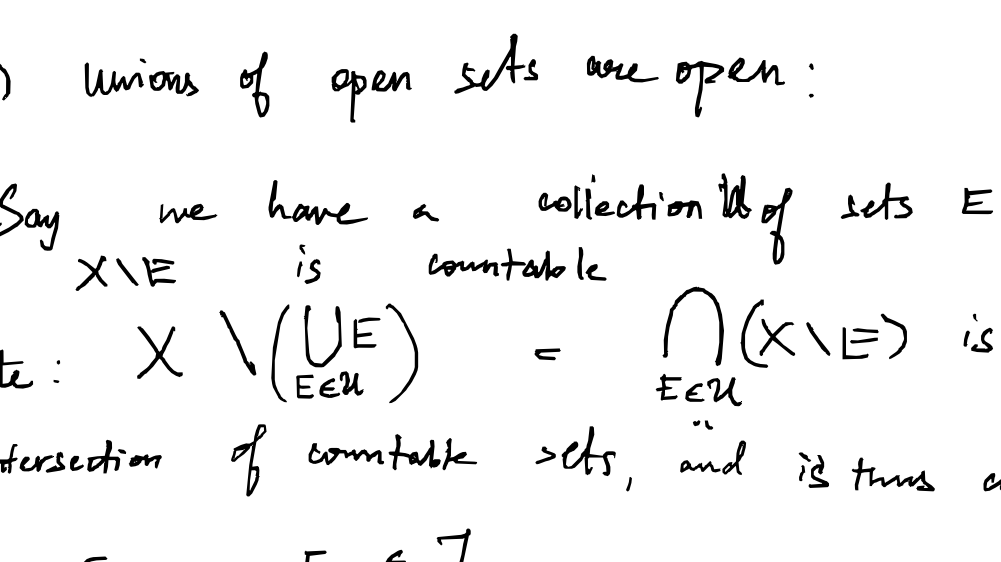 ) Unions of open sets are open :
Say we have a collection 𝒰 of sets E
X\E is countable
te : X \ (⋃_{E∈𝒰} E) = ⋂_{E∈𝒰} (X\E) is
ntersection of countable sets, and is thus